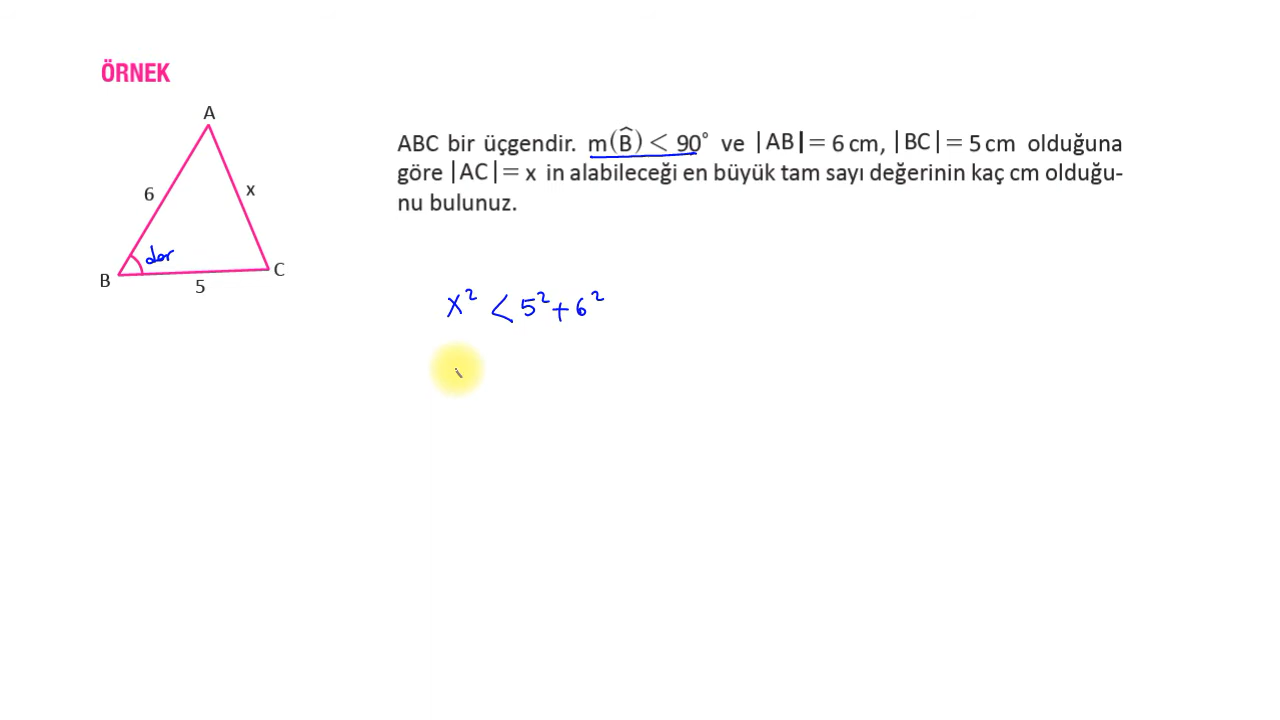 ÖRNEK
A
6
x
B
dar
C
5
ABC bir üçgendir. m(B̂) < 90° ve |AB| = 6 cm, |BC| = 5 cm olduğuna
göre |AC| = x in alabileceği en büyük tam sayı değerinin kaç cm olduğu-
nu bulunuz.
x² < 5² + 6²